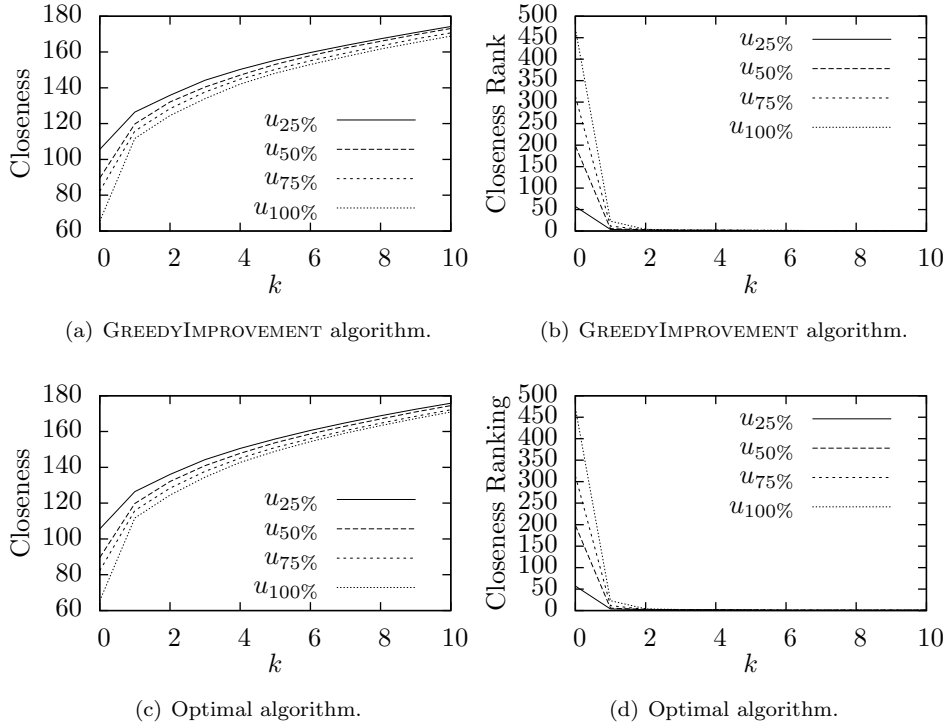 180
160
140
120
100
80
60
Closeness
0 2 4 6 8 10
k
u25%
u50%
u75%
u100%
(a) GREEDYIMPROVEMENT algorithm.
500
450
400
350
300
250
200
150
100
50
0
Closeness Rank
0 2 4 6 8 10
k
u25%
u50%
u75%
u100%
(b) GREEDYIMPROVEMENT algorithm.
180
160
140
120
100
80
60
Closeness
0 2 4 6 8 10
k
u25%
u50%
u75%
u100%
(c) Optimal algorithm.
500
450
400
350
300
250
200
150
100
50
0
Closeness Ranking
0 2 4 6 8 10
k
u25%
u50%
u75%
u100%
(d) Optimal algorithm.